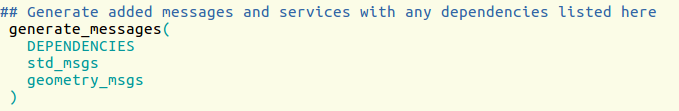 ## Generate added messages and services with any dependencies listed here
generate_messages(
DEPENDENCIES
std_msgs
geometry_msgs
)